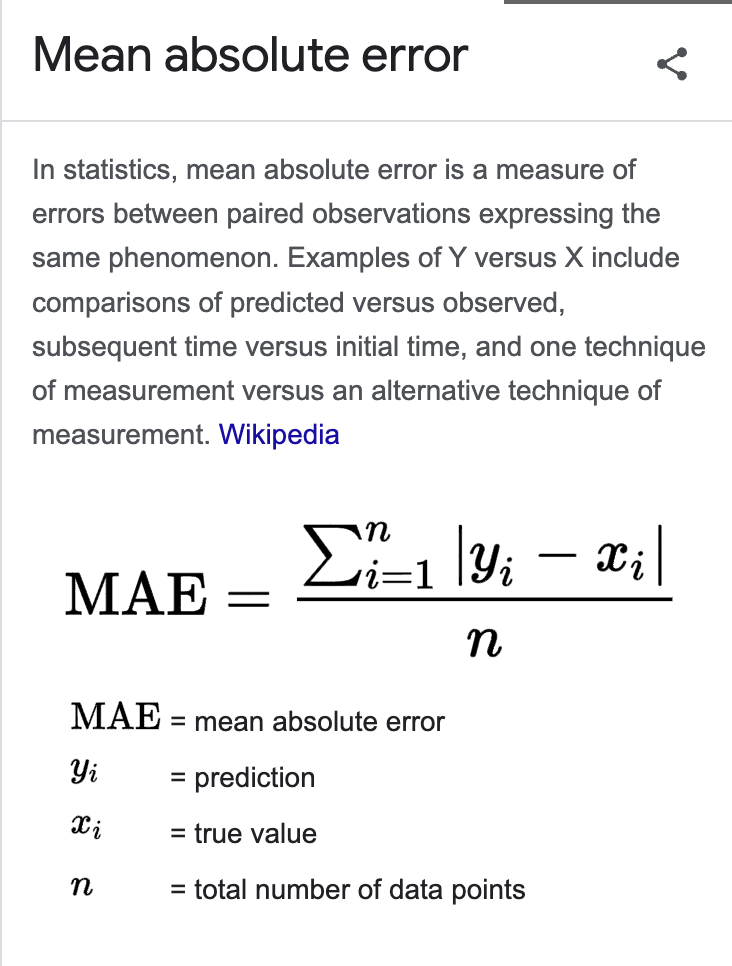 Mean absolute error
In statistics, mean absolute error is a measure of
errors between paired observations expressing the
same phenomenon. Examples of Y versus X include
comparisons of predicted versus observed,
subsequent time versus initial time, and one technique
of measurement versus an alternative technique of
measurement. Wikipedia
MAE = \frac{\sum_{i=1}^{n} |y_i - x_i|}{n}
MAE = mean absolute error
y_i = prediction
x_i = true value
n = total number of data points